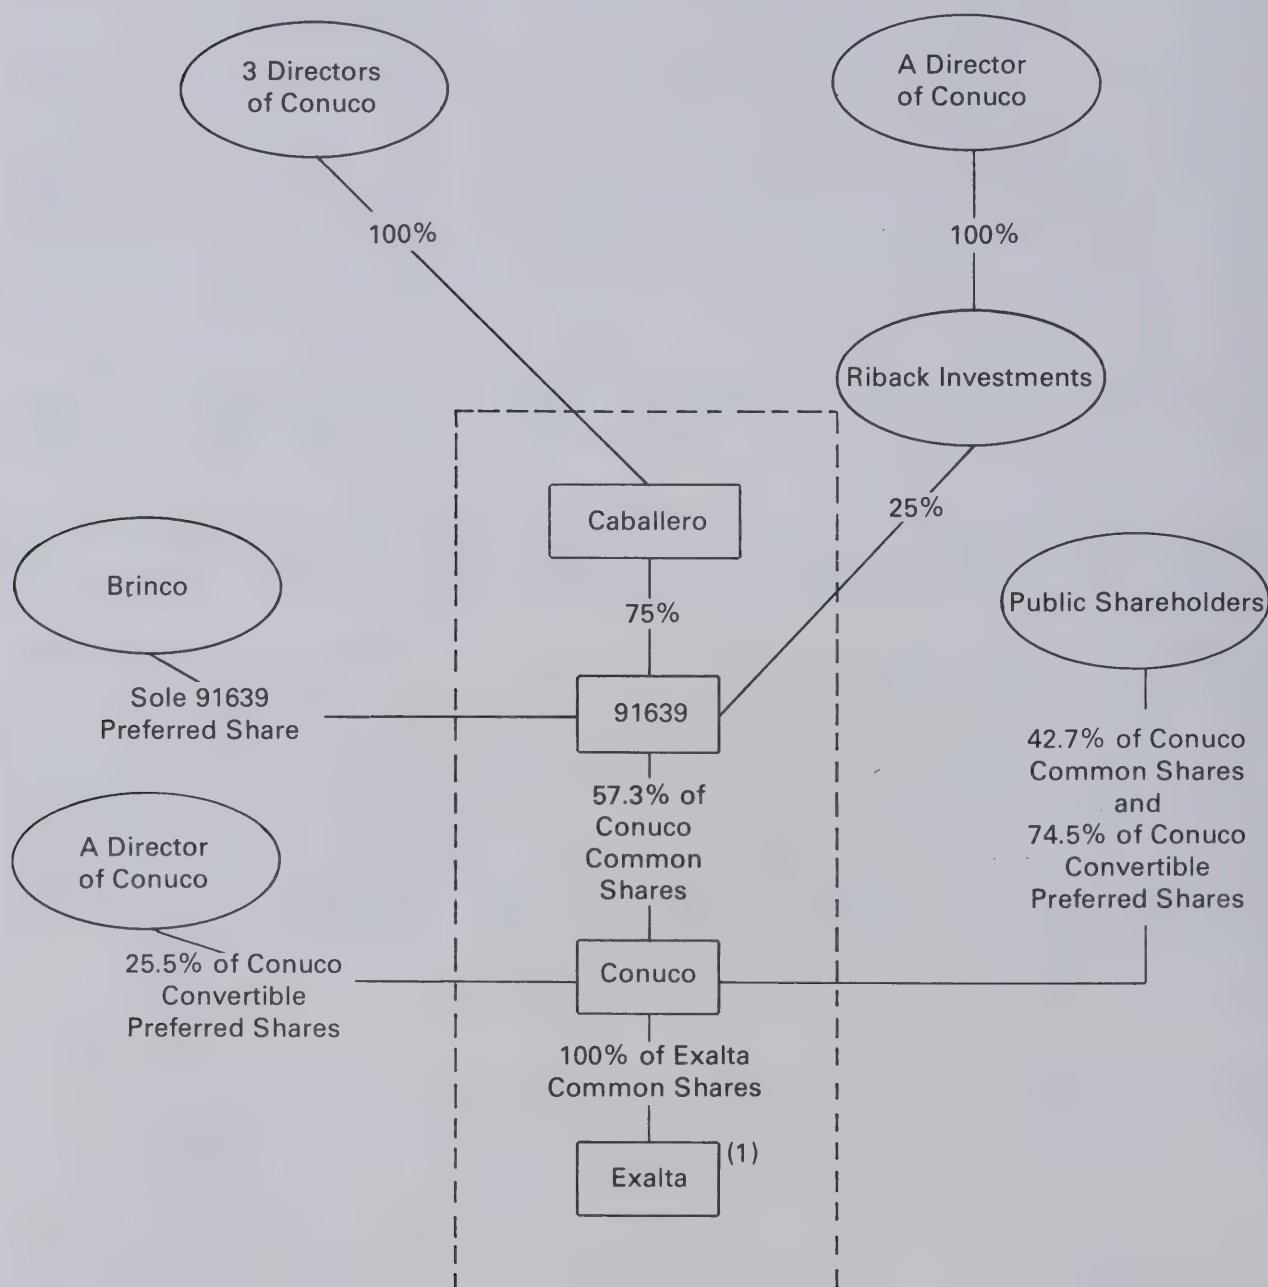 3 Directors
of Conuco
A Director
of Conuco
100%
100%
Riback Investments
Caballero
25%
Brinco
Public Shareholders
75%
Sole 91639
Preferred Share
91639
42.7% of Conuco
Common Shares
and
74.5% of Conuco
Convertible
Preferred Shares
57.3% of
Conuco
Common
Shares
A Director
of Conuco
25.5% of Conuco
Convertible
Preferred Shares
Conuco
100% of Exalta
Common Shares
Exalta
(1)